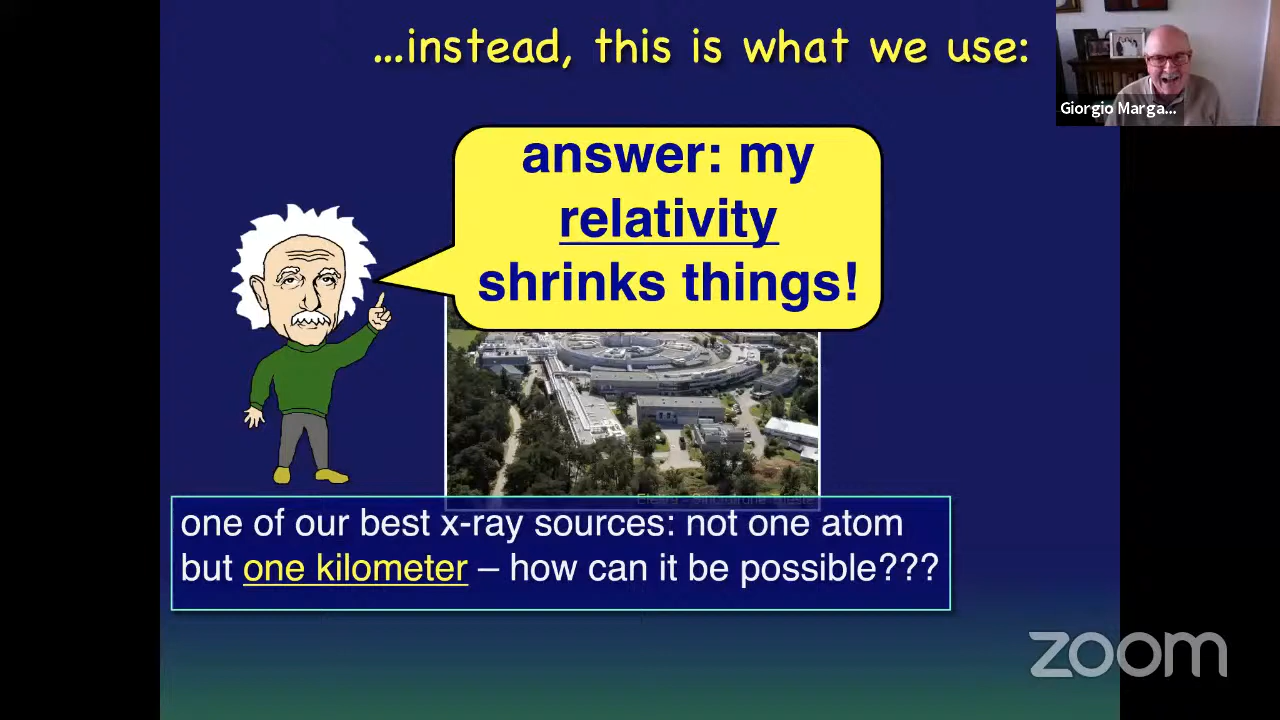 ...instead, this is what we use:
Giorgio Marga...
answer: my
relativity
shrinks things!
one of our best x-ray sources: not one atom
but one kilometer – how can it be possible???
zoom